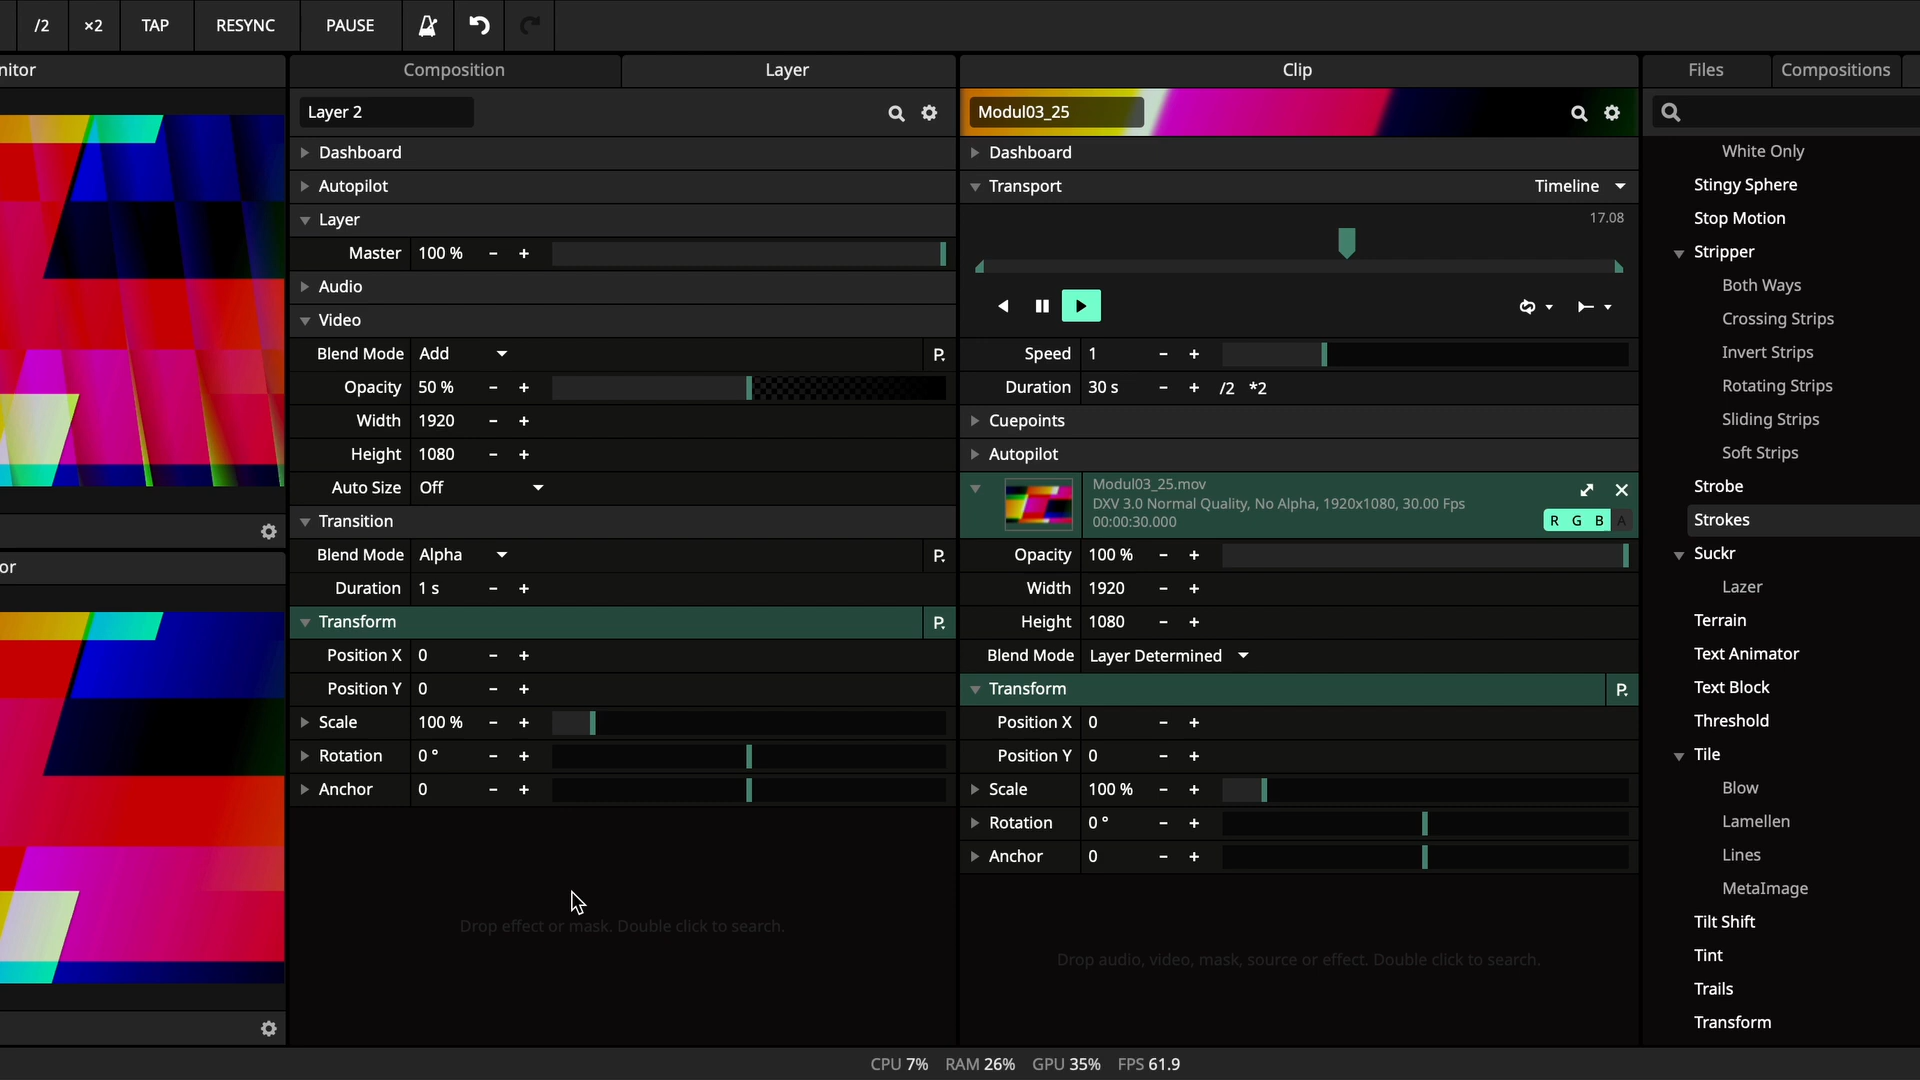 /2 ×2 TAP RESYNC PAUSE
nitor
or
Composition Layer
Layer 2
Dashboard
Autopilot
Layer
Master 100 % - +
Audio
Video
Blend Mode Add P.
Opacity 50 % - +
Width 1920 - +
Height 1080 - +
Auto Size Off
Transition
Blend Mode Alpha P.
Duration 1 s - +
Transform P.
Position X 0 - +
Position Y 0 - +
Scale 100 % - +
Rotation 0 ° - +
Anchor 0 - +
Drop effect or mask. Double click to search.
Clip
Modul03_25
Dashboard
Transport Timeline
17.08
Speed 1 - +
Duration 30 s - + /2 *2
Cuepoints
Autopilot
Modul03_25.mov
DXV 3.0 Normal Quality, No Alpha, 1920x1080, 30.00 Fps
00:00:30.000
R G B A
Opacity 100 % - +
Width 1920 - +
Height 1080 - +
Blend Mode Layer Determined
Transform P.
Position X 0 - +
Position Y 0 - +
Scale 100 % - +
Rotation 0 ° - +
Anchor 0 - +
Drop audio, video, mask, source or effect. Double click to search.
Files Compositions
White Only
Stingy Sphere
Stop Motion
Stripper
Both Ways
Crossing Strips
Invert Strips
Rotating Strips
Sliding Strips
Soft Strips
Strobe
Strokes
Suckr
Lazer
Terrain
Text Animator
Text Block
Threshold
Tile
Blow
Lamellen
Lines
MetaImage
Tilt Shift
Tint
Trails
Transform
CPU 7% RAM 26% GPU 35% FPS 61.9